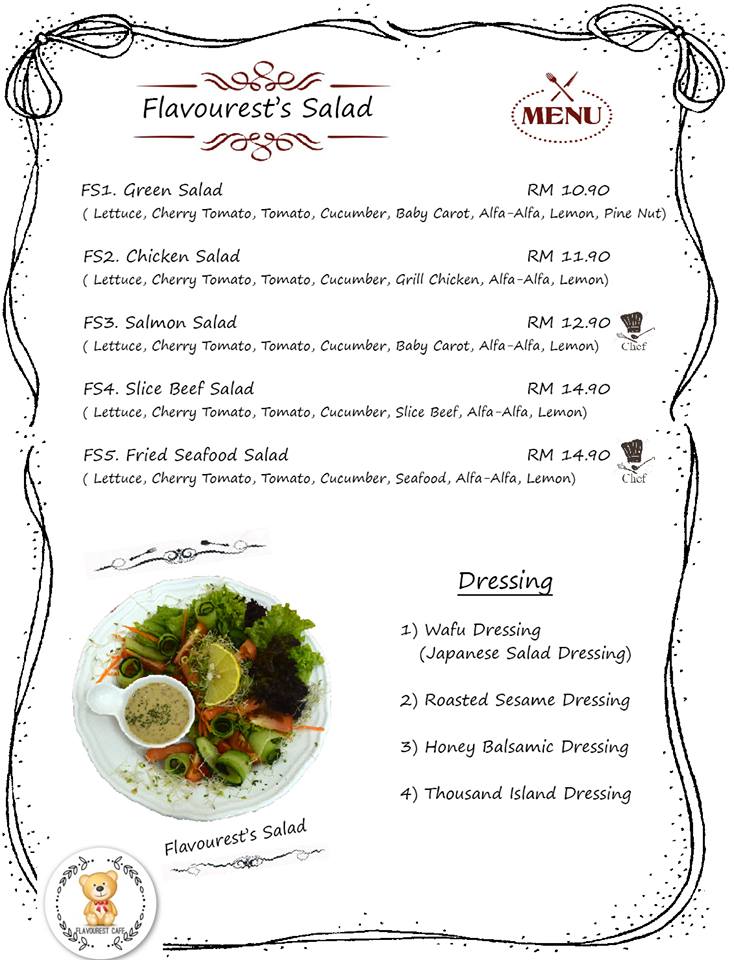 Flavourest's Salad
MENU
FS1. Green Salad RM 10.90
( Lettuce, Cherry Tomato, Tomato, Cucumber, Baby Carot, Alfa-Alfa, Lemon, Pine Nut)
FS2. Chicken Salad RM 11.90
( Lettuce, Cherry Tomato, Tomato, Cucumber, Grill Chicken, Alfa-Alfa, Lemon)
FS3. Salmon Salad RM 12.90
Chef
( Lettuce, Cherry Tomato, Tomato, Cucumber, Baby Carot, Alfa-Alfa, Lemon)
FS4. Slice Beef Salad RM 14.90
( Lettuce, Cherry Tomato, Tomato, Cucumber, Slice Beef, Alfa-Alfa, Lemon)
FS5. Fried Seafood Salad RM 14.90
Chef
( Lettuce, Cherry Tomato, Tomato, Cucumber, Seafood, Alfa-Alfa, Lemon)
Dressing
1) Wafu Dressing
(Japanese Salad Dressing)
2) Roasted Sesame Dressing
3) Honey Balsamic Dressing
4) Thousand Island Dressing
Flavourest's Salad
FLAVOUREST CAFE